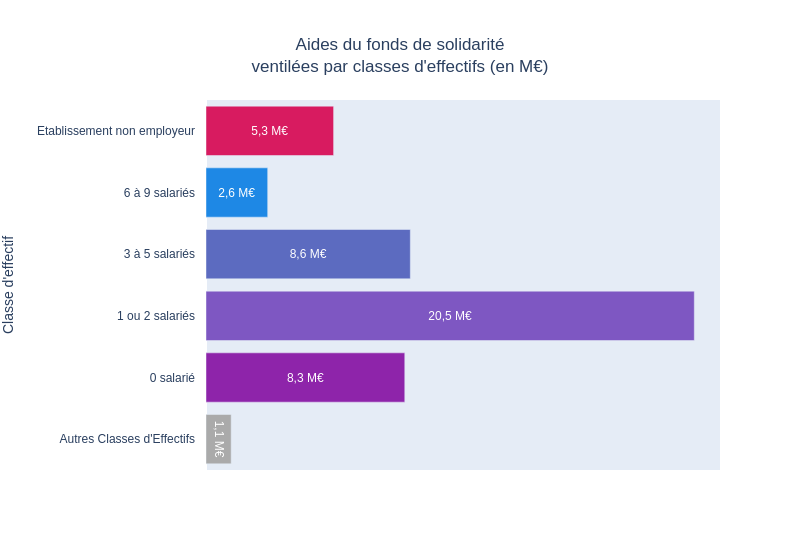 Aides du fonds de solidarité
ventilées par classes d'effectifs (en M€)
Classe d'effectif
Etablissement non employeur
5,3 M€
6 à 9 salariés
2,6 M€
3 à 5 salariés
8,6 M€
1 ou 2 salariés
20,5 M€
0 salarié
8,3 M€
Autres Classes d'Effectifs
1,1 M€